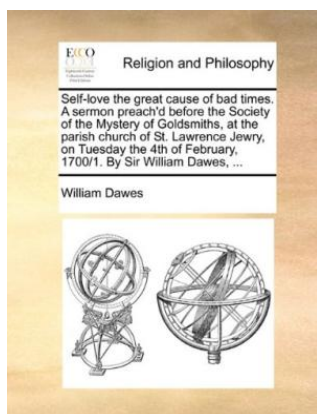 ECCO
Religion and Philosophy
Self-love the great cause of bad times.
A sermon preach'd before the Society
of the Mystery of Goldsmiths, at the
parish church of St. Lawrence Jewry,
on Tuesday the 4th of February,
1700/1. By Sir William Dawes, ...
William Dawes